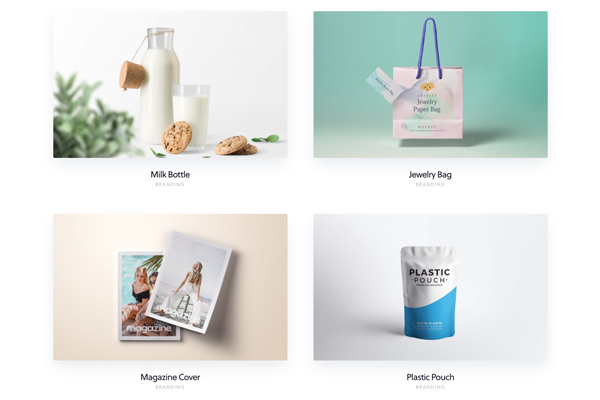 Jewelry
Paper Bag
MOCKUP
Milk Bottle
BRANDING
Jewelry Bag
BRANDING
magazine
magazine
PLASTIC
POUCH
Magazine Cover
BRANDING
Plastic Pouch
BRANDING